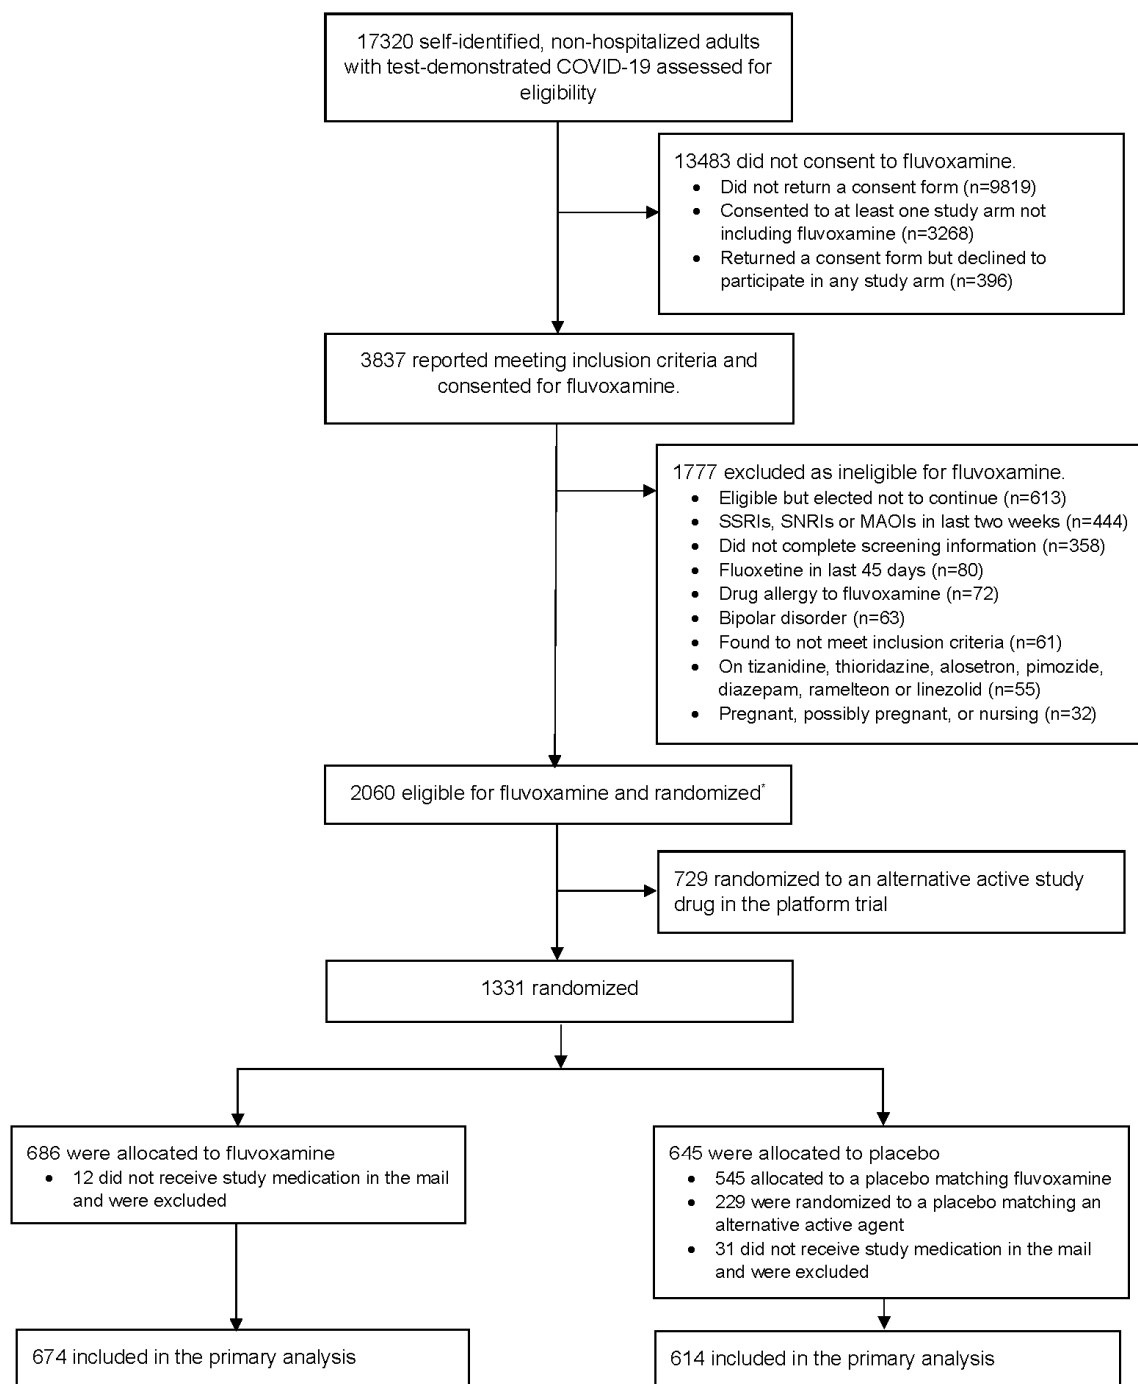 17320 self-identified, non-hospitalized adults
with test-demonstrated COVID-19 assessed for
eligibility
13483 did not consent to fluvoxamine.
• Did not return a consent form (n=9819)
• Consented to at least one study arm not
including fluvoxamine (n=3268)
• Returned a consent form but declined to
participate in any study arm (n=396)
3837 reported meeting inclusion criteria and
consented for fluvoxamine.
1777 excluded as ineligible for fluvoxamine.
• Eligible but elected not to continue (n=613)
• SSRIs, SNRIs or MAOIs in last two weeks (n=444)
• Did not complete screening information (n=358)
• Fluoxetine in last 45 days (n=80)
• Drug allergy to fluvoxamine (n=72)
• Bipolar disorder (n=63)
• Found to not meet inclusion criteria (n=61)
• On tizanidine, thioridazine, alosetron, pimozide,
diazepam, ramelteon or linezolid (n=55)
• Pregnant, possibly pregnant, or nursing (n=32)
2060 eligible for fluvoxamine and randomized*
729 randomized to an alternative active study
drug in the platform trial
1331 randomized
686 were allocated to fluvoxamine
• 12 did not receive study medication in the mail
and were excluded
645 were allocated to placebo
• 545 allocated to a placebo matching fluvoxamine
• 229 were randomized to a placebo matching an
alternative active agent
• 31 did not receive study medication in the mail
and were excluded
674 included in the primary analysis
614 included in the primary analysis